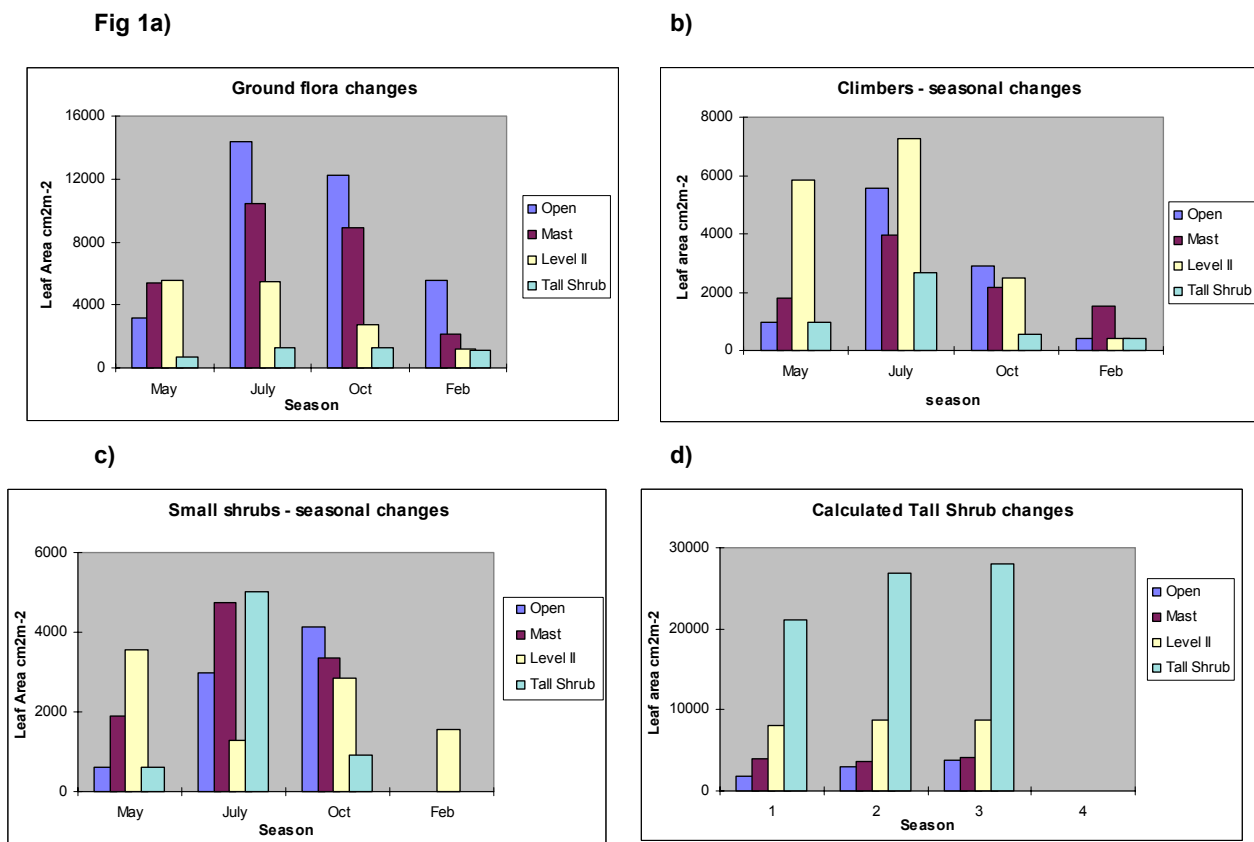 Fig 1a)
Ground flora changes
Leaf Area cm2m-2
16000
12000
8000
4000
0
May July Oct Feb
Season
Open
Mast
Level II
Tall Shrub
b)
Climbers - seasonal changes
Leaf area cm2m-2
8000
6000
4000
2000
0
May July Oct Feb
season
Open
Mast
Level II
Tall Shrub
c)
Small shrubs - seasonal changes
Leaf Area cm2m-2
6000
4000
2000
0
May July Oct Feb
Season
Open
Mast
Level II
Tall Shrub
d)
Calculated Tall Shrub changes
Leaf area cm2m-2
30000
20000
10000
0
1 2 3 4
Season
Open
Mast
Level II
Tall Shrub